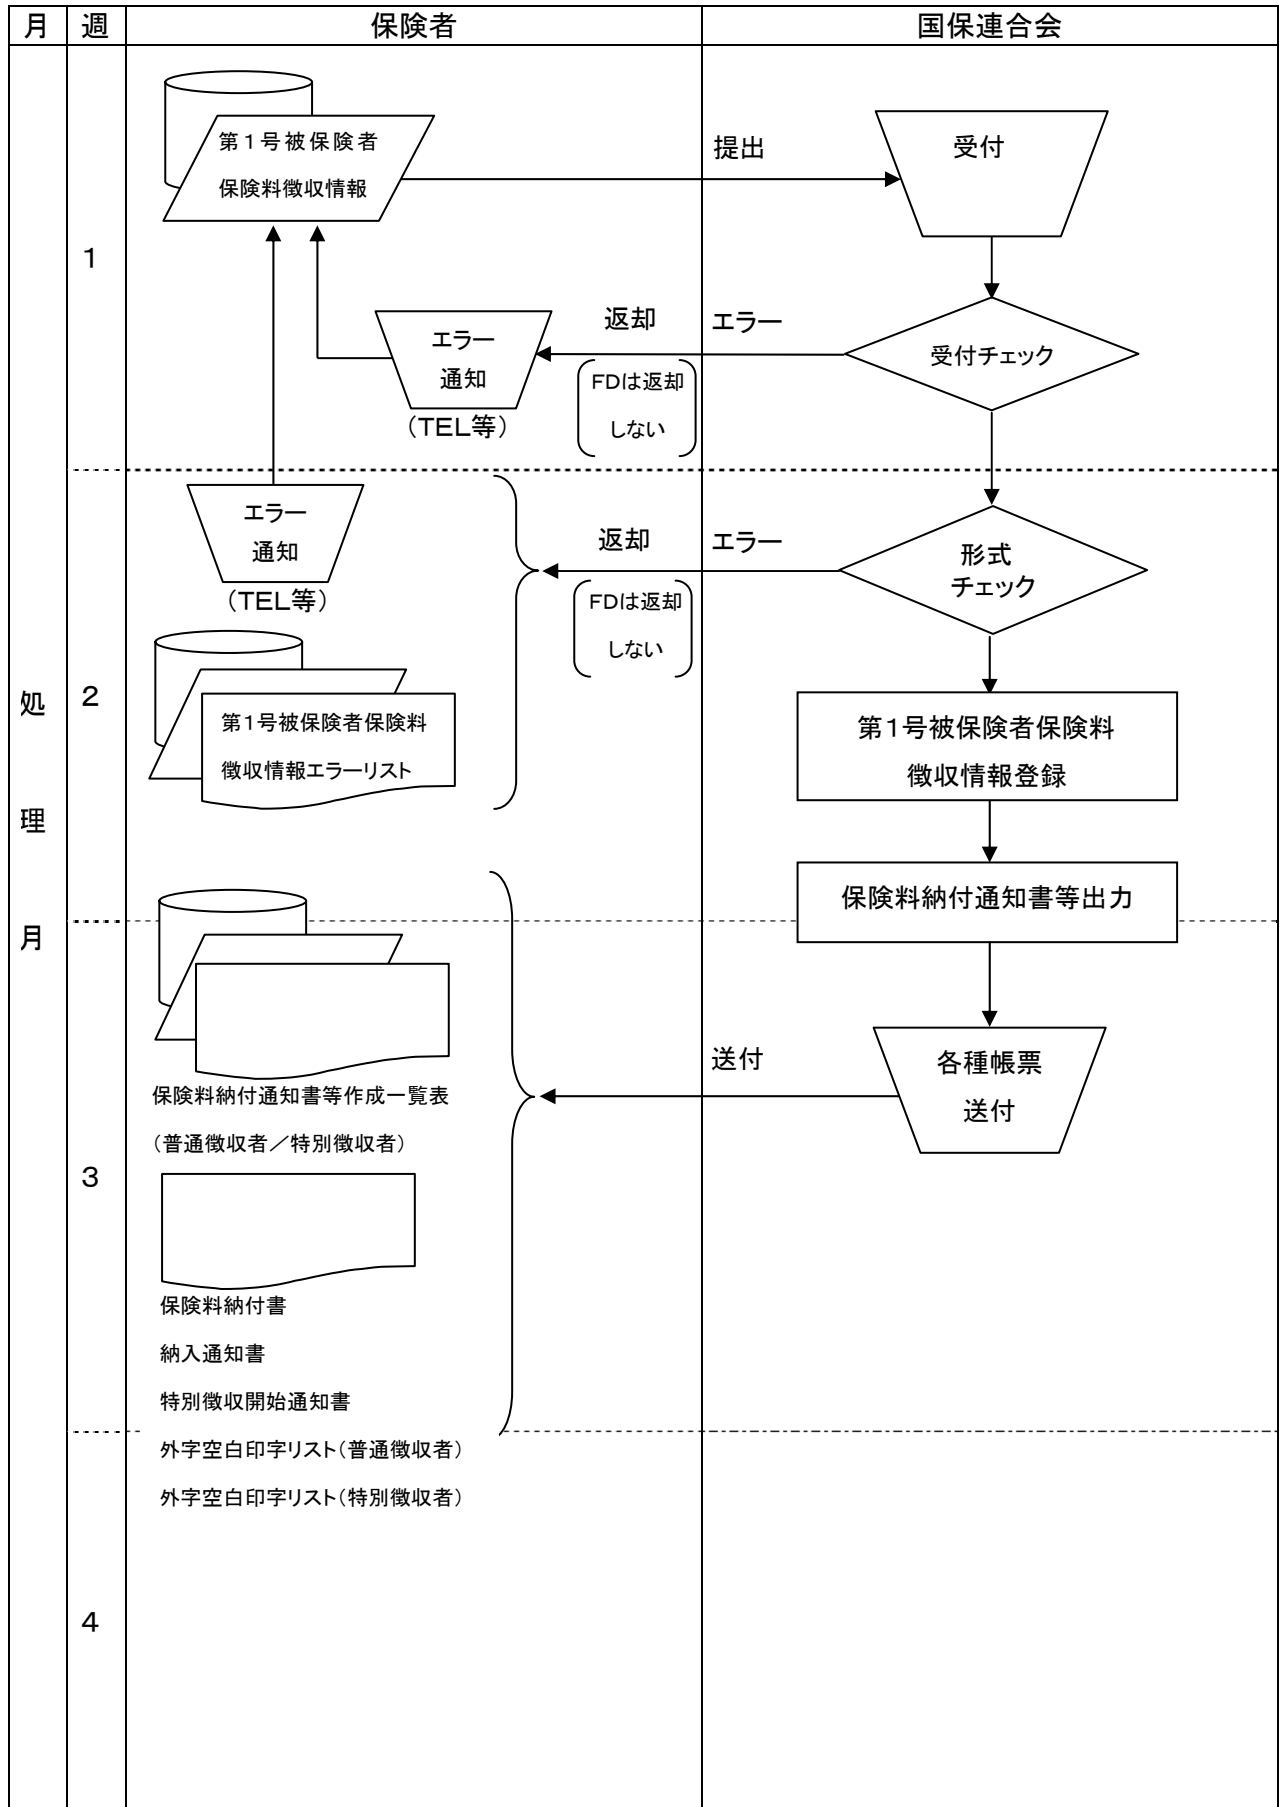 月
週
保険者
国保連合会
処
理
月
1
第1号被保険者
保険料徴収情報
提出
受付
エラー
通知
(TEL等)
返却
FDは返却
しない
エラー
受付チェック
2
エラー
通知
(TEL等)
返却
FDは返却
しない
エラー
形式
チェック
第1号被保険者保険料
徴収情報エラーリスト
第1号被保険者保険料
徴収情報登録
保険料納付通知書等出力
3
送付
各種帳票
送付
保険料納付通知書等作成一覧表
(普通徴収者/特別徴収者)
保険料納付書
納入通知書
特別徴収開始通知書
外字空白印字リスト(普通徴収者)
外字空白印字リスト(特別徴収者)
4